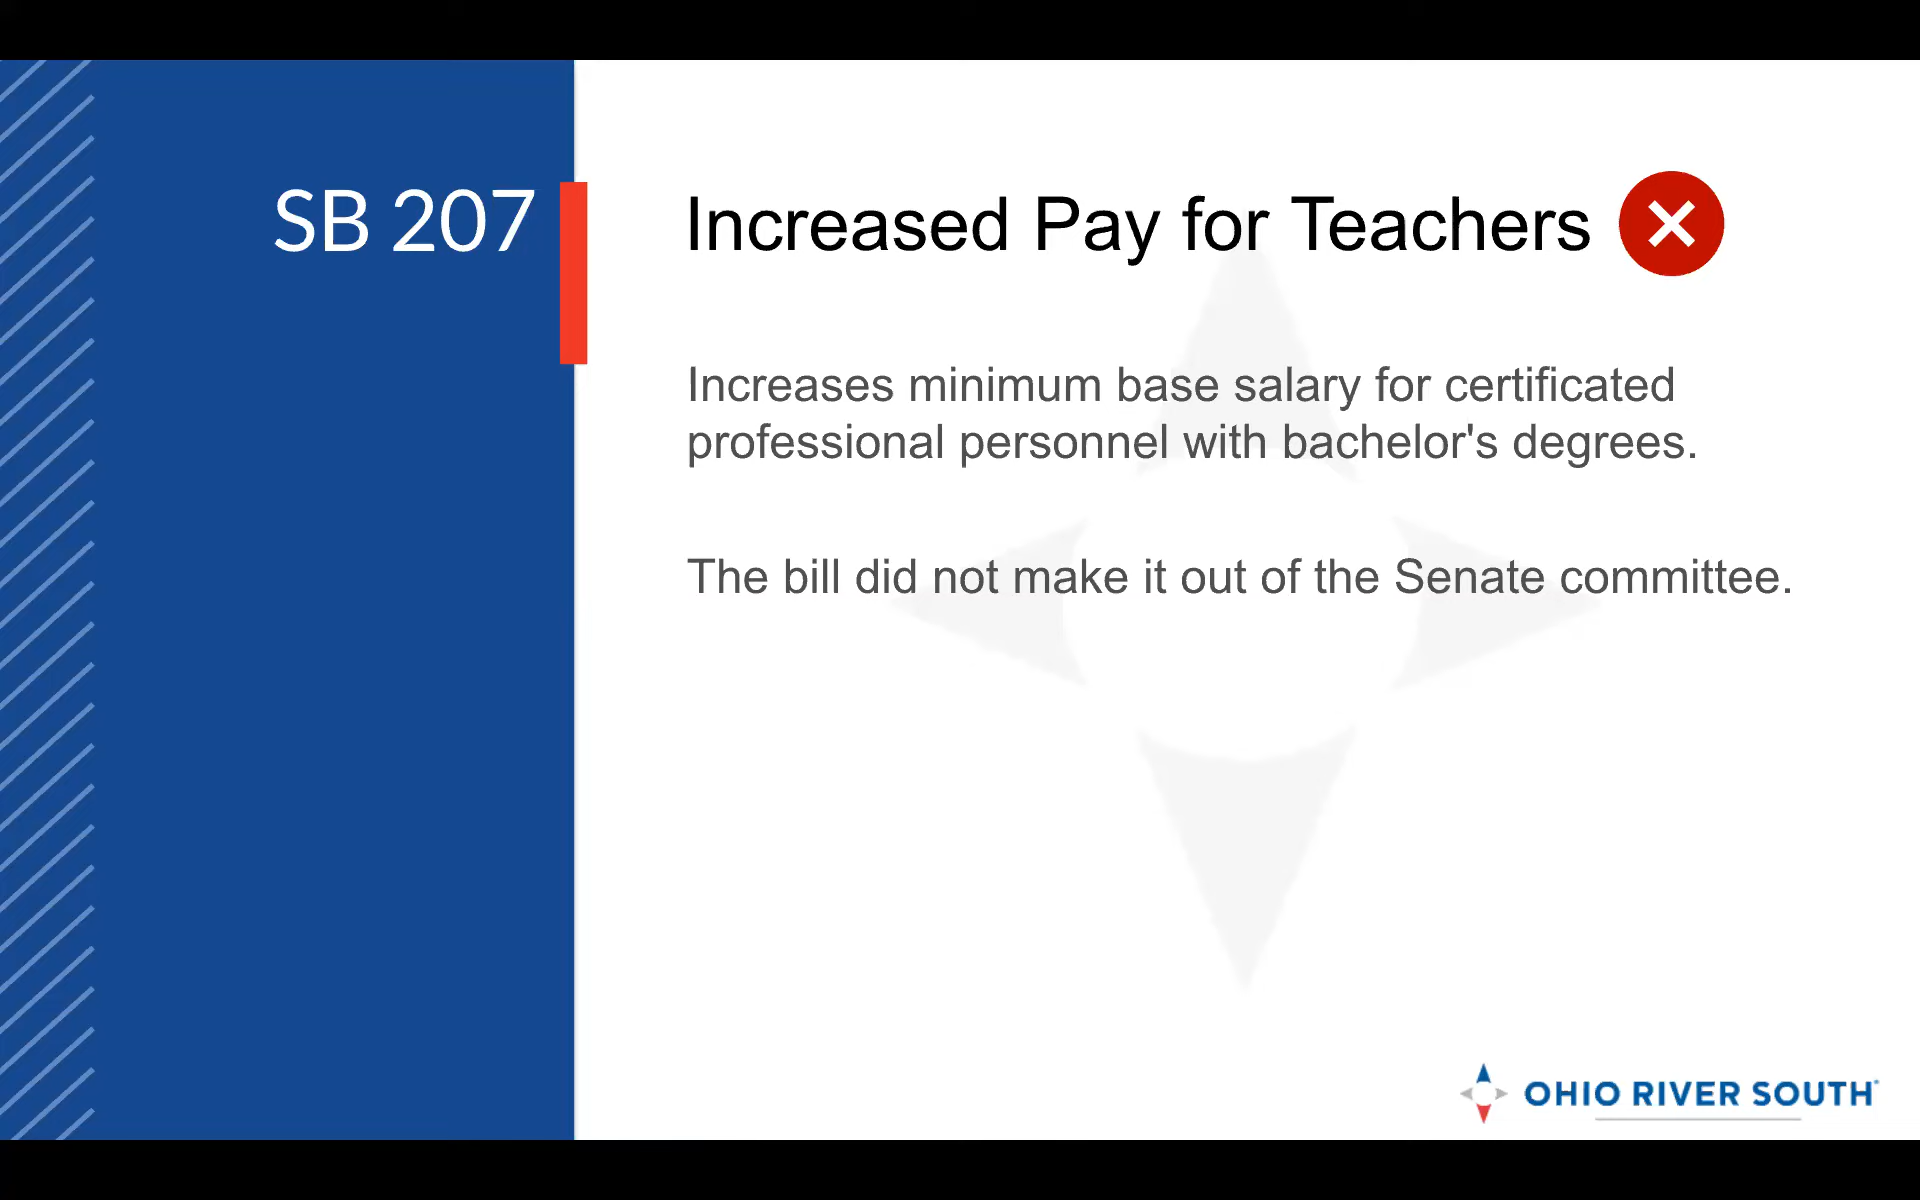 SB 207
Increased Pay for Teachers
Increases minimum base salary for certificated
professional personnel with bachelor's degrees.
The bill did not make it out of the Senate committee.
OHIO RIVER SOUTH